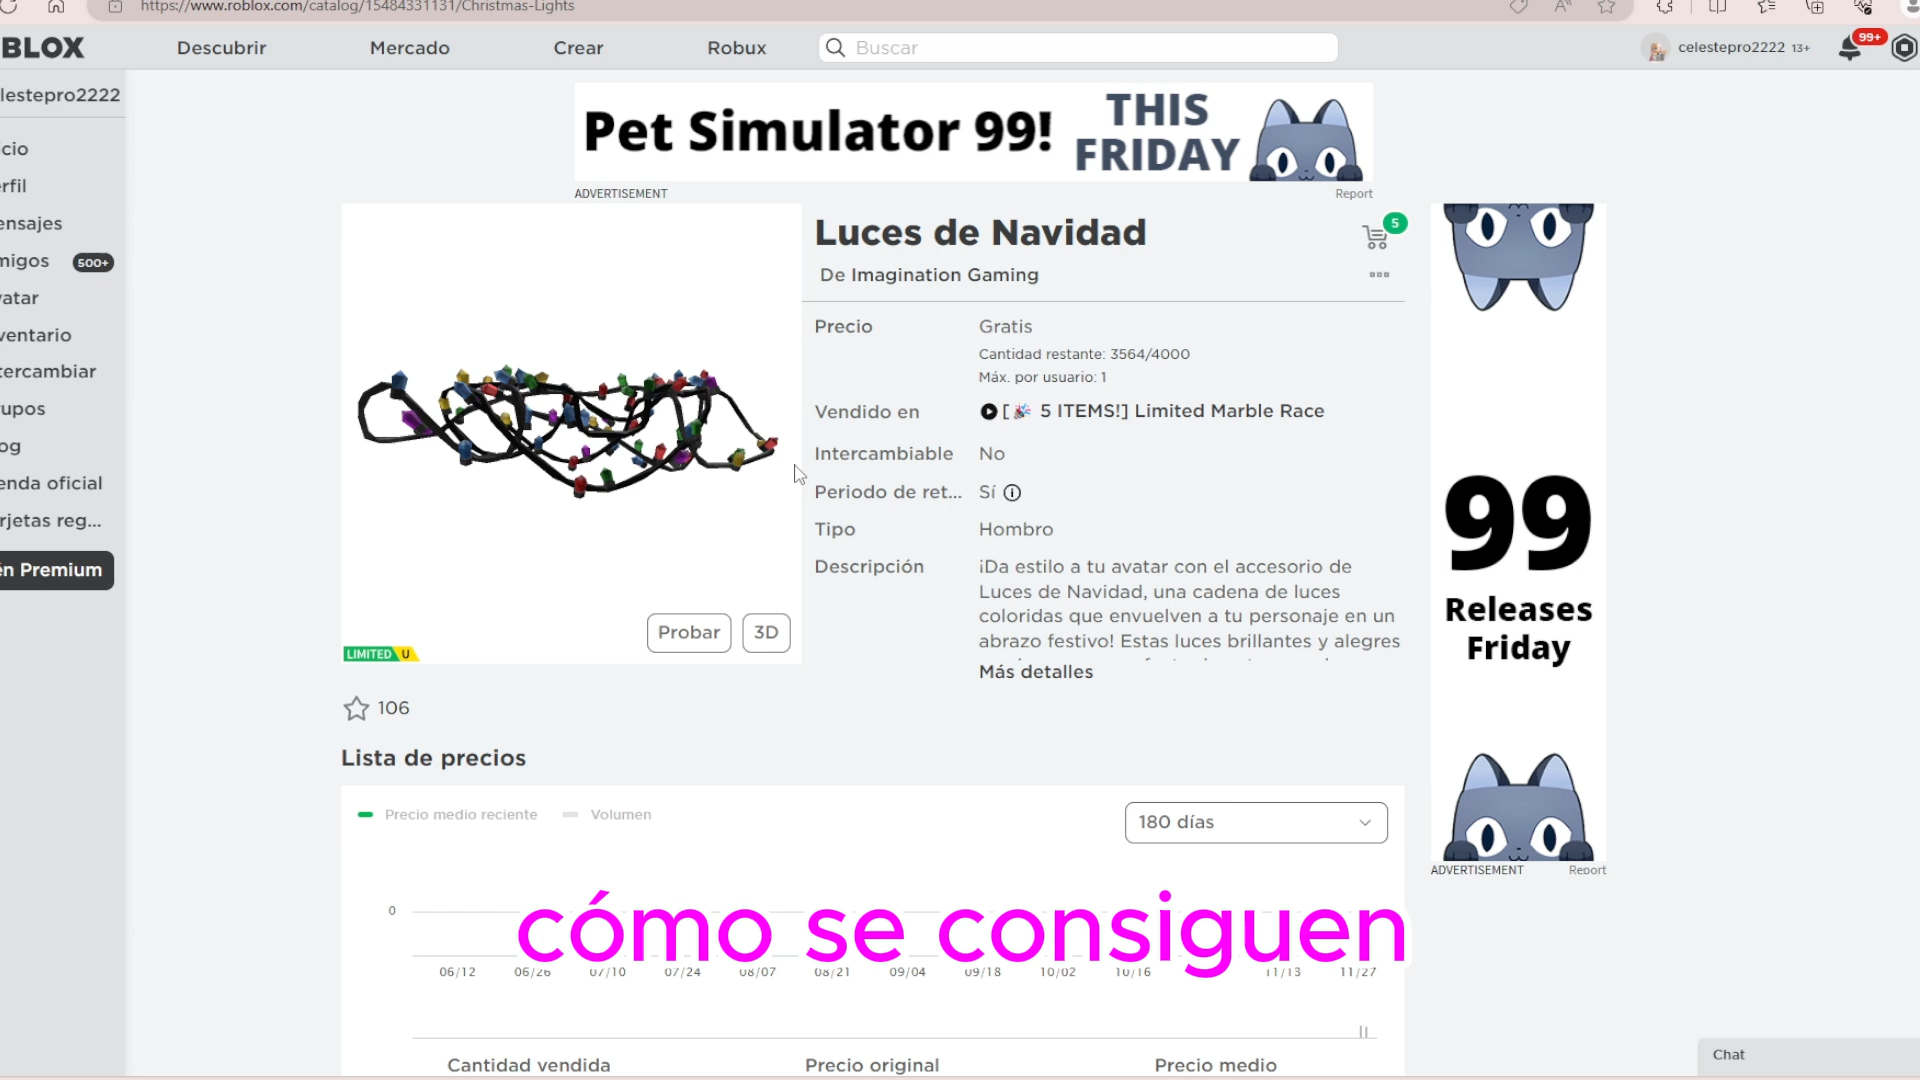 https://www.roblox.com/catalog/15484331131/Christmas-Lights
BLOX
Descubrir
Mercado
Crear
Robux
Buscar
celestepro2222 13+
99+
lestepro2222
cio
rfil
ensajes
migos 500+
vatar
ventario
tercambiar
upos
og
enda oficial
rjetas reg...
én Premium
Pet Simulator 99!
THIS
FRIDAY
ADVERTISEMENT
Report
Luces de Navidad
5
De Imagination Gaming
Precio
Gratis
Cantidad restante: 3564/4000
Máx. por usuario: 1
Vendido en
[🎉 5 ITEMS!] Limited Marble Race
Intercambiable
No
Periodo de ret...
Sí
Tipo
Hombro
Descripción
¡Da estilo a tu avatar con el accesorio de
Luces de Navidad, una cadena de luces
coloridas que envuelven a tu personaje en un
abrazo festivo! Estas luces brillantes y alegres
Más detalles
Probar
3D
LIMITED U
106
99
Releases
Friday
ADVERTISEMENT
Report
Lista de precios
Precio medio reciente
Volumen
180 días
0
cómo se consiguen
06/12
06/26
07/10
07/24
08/07
08/21
09/04
09/18
10/02
10/16
11/13
11/27
Cantidad vendida
Precio original
Precio medio
Chat